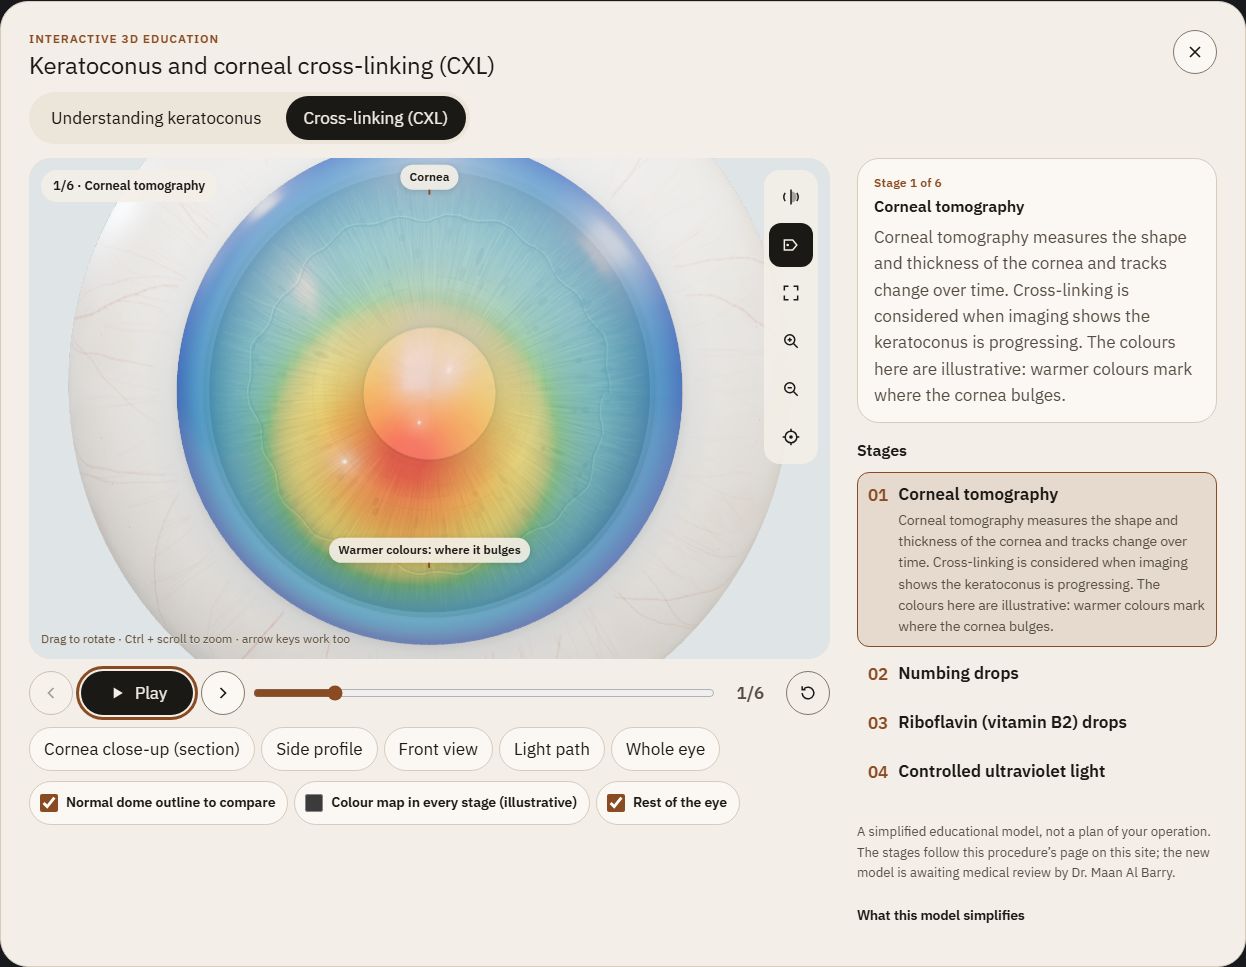 INTERACTIVE 3D EDUCATION
Keratoconus and corneal cross-linking (CXL)
Understanding keratoconus
Cross-linking (CXL)
1/6 · Corneal tomography
Cornea
Warmer colours: where it bulges
Drag to rotate · Ctrl + scroll to zoom · arrow keys work too
Play
1/6
Cornea close-up (section)
Side profile
Front view
Light path
Whole eye
Normal dome outline to compare
Colour map in every stage (illustrative)
Rest of the eye
Stage 1 of 6
Corneal tomography
Corneal tomography measures the shape
and thickness of the cornea and tracks
change over time. Cross-linking is
considered when imaging shows the
keratoconus is progressing. The colours
here are illustrative: warmer colours mark
where the cornea bulges.
Stages
01 Corneal tomography
Corneal tomography measures the shape and
thickness of the cornea and tracks change over
time. Cross-linking is considered when imaging
shows the keratoconus is progressing. The
colours here are illustrative: warmer colours mark
where the cornea bulges.
02 Numbing drops
03 Riboflavin (vitamin B2) drops
04 Controlled ultraviolet light
A simplified educational model, not a plan of your operation.
The stages follow this procedure's page on this site; the new
model is awaiting medical review by Dr. Maan Al Barry.
What this model simplifies